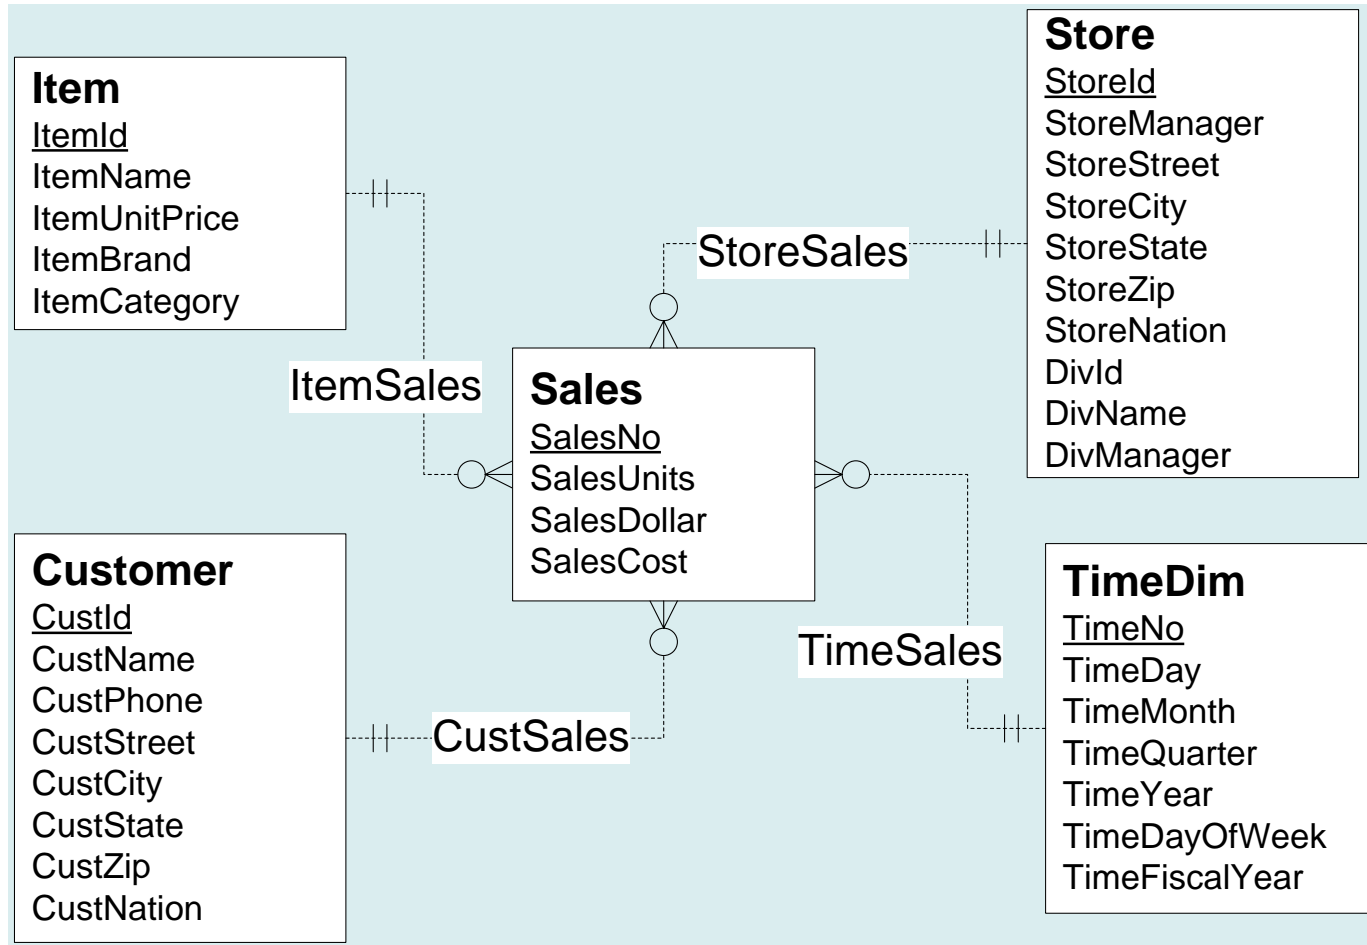 Item
ItemId
ItemName
ItemUnitPrice
ItemBrand
ItemCategory
Store
StoreId
StoreManager
StoreStreet
StoreCity
StoreState
StoreZip
StoreNation
DivId
DivName
DivManager
StoreSales
ItemSales
Sales
SalesNo
SalesUnits
SalesDollar
SalesCost
Customer
CustId
CustName
CustPhone
CustStreet
CustCity
CustState
CustZip
CustNation
CustSales
TimeSales
TimeDim
TimeNo
TimeDay
TimeMonth
TimeQuarter
TimeYear
TimeDayOfWeek
TimeFiscalYear